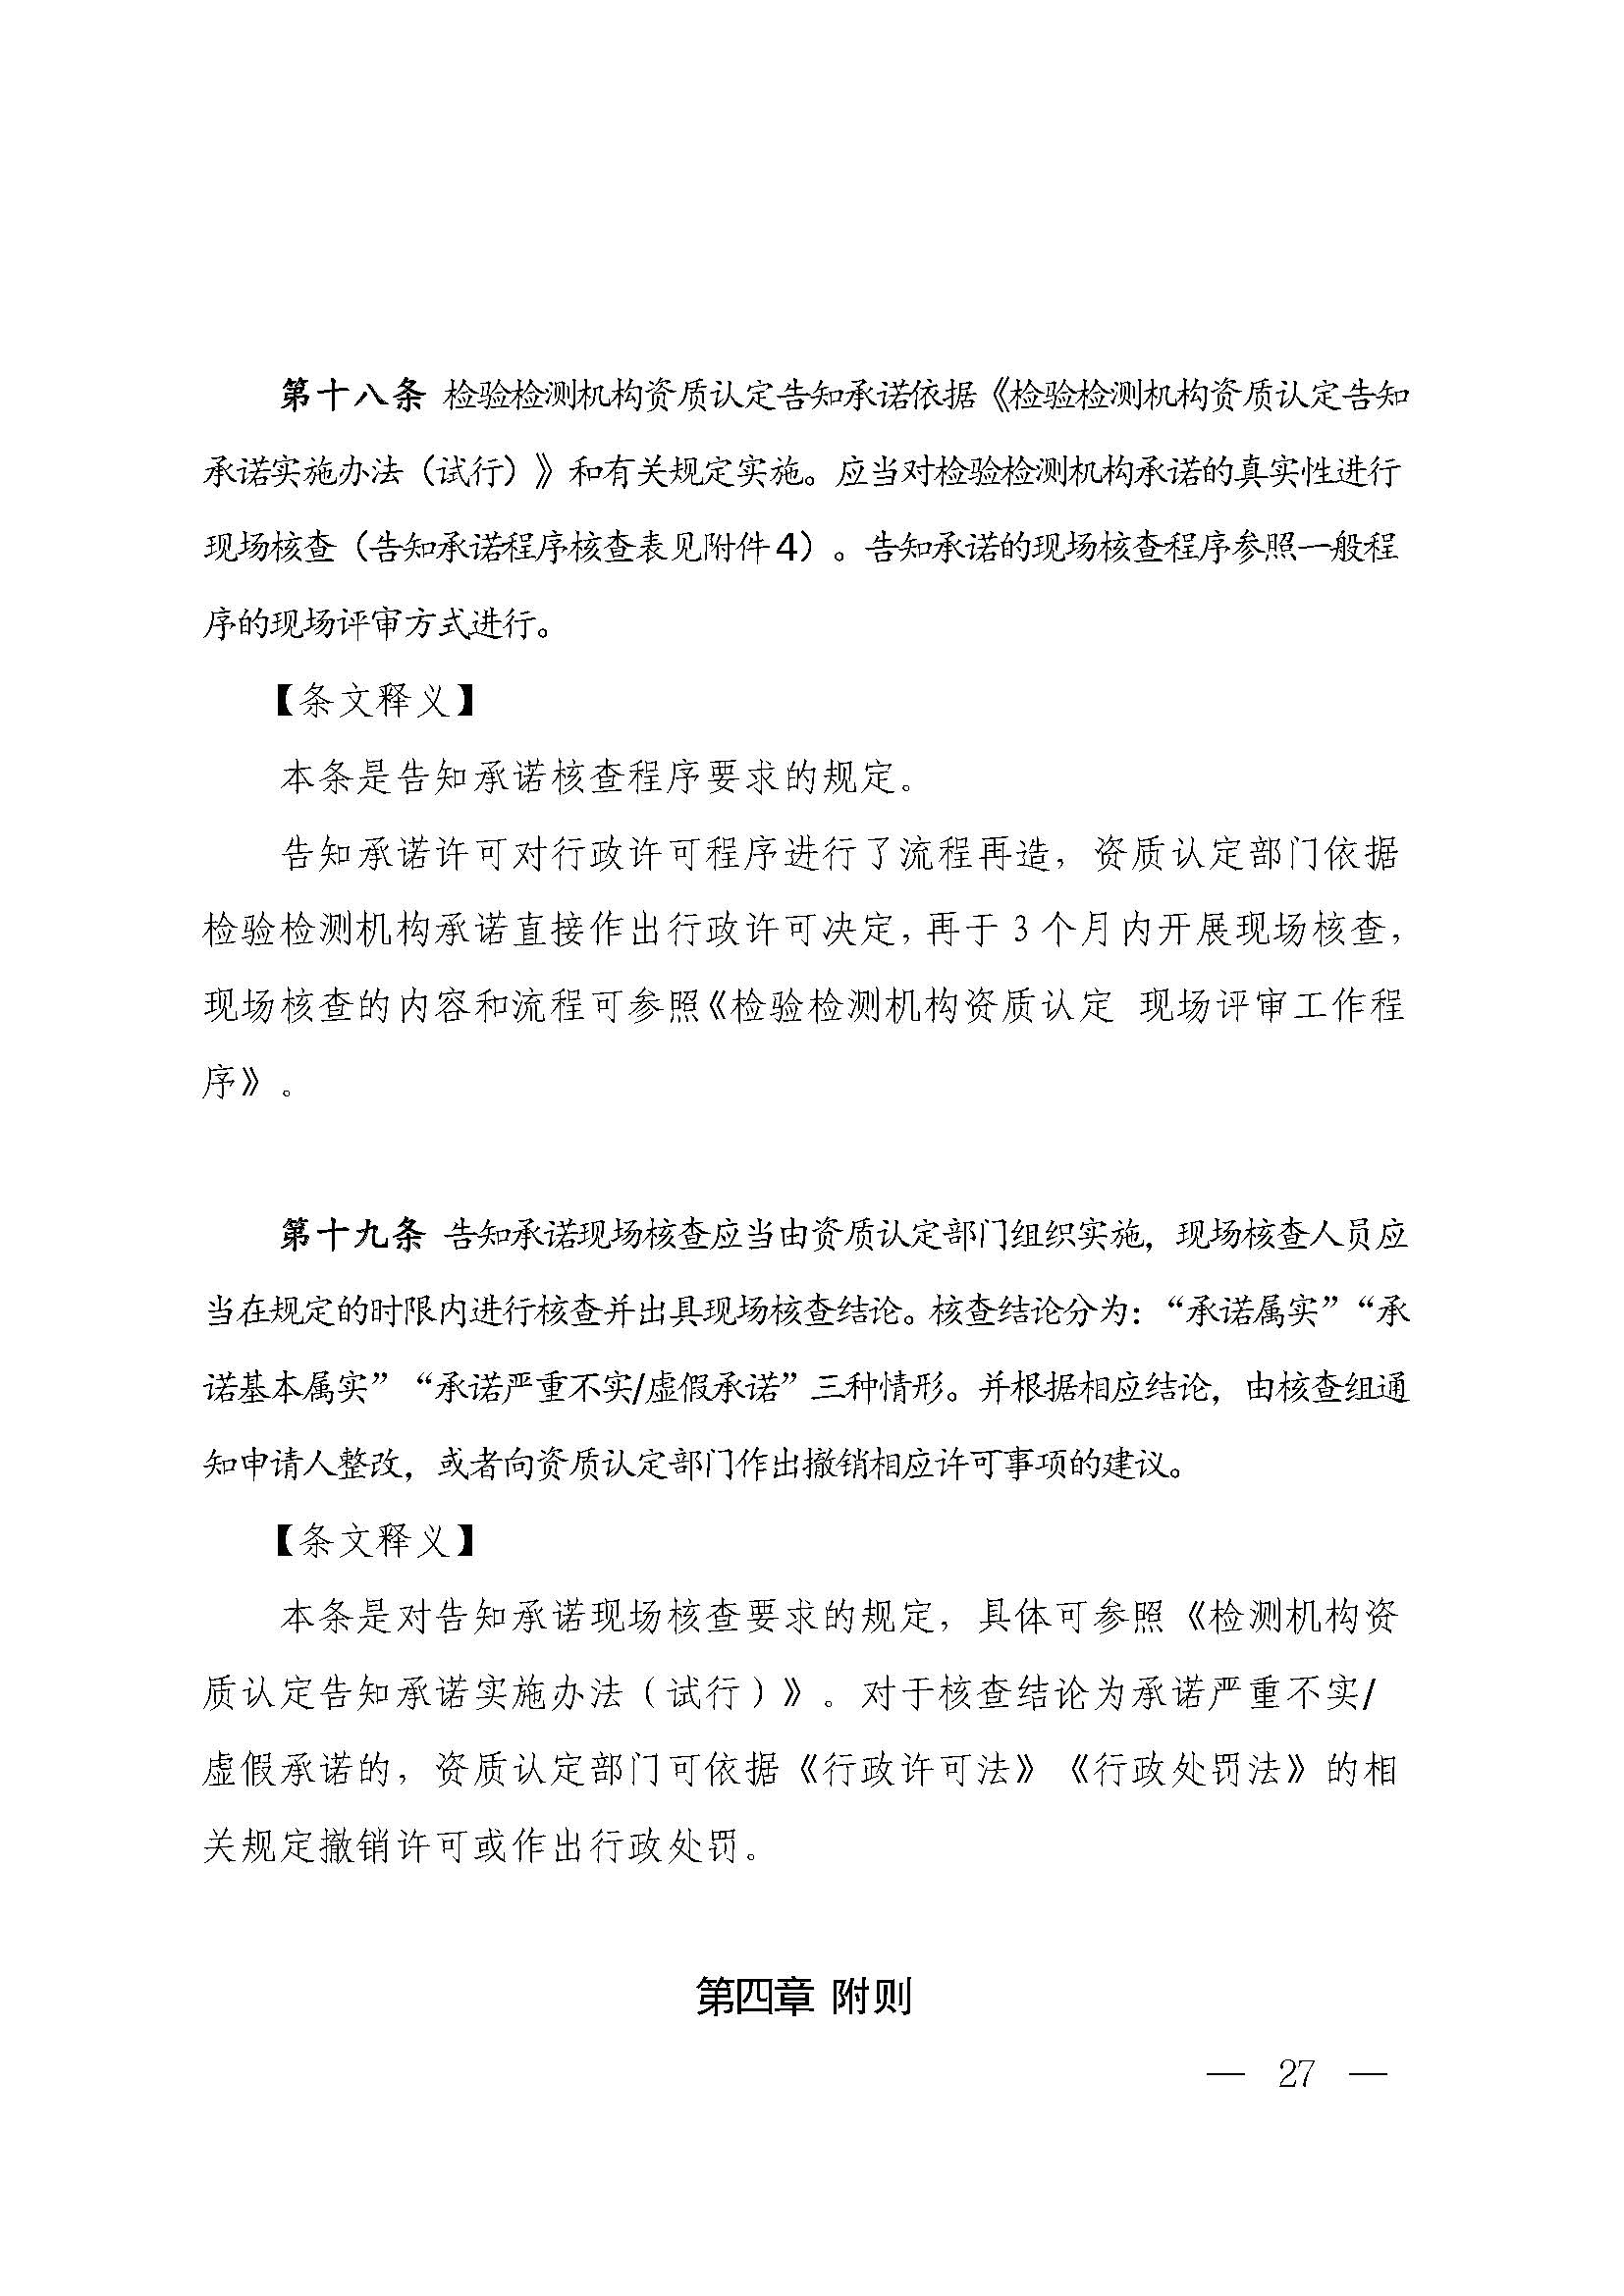 第十八条 检验检测机构资质认定告知承诺依据《检验检测机构资质认定告知
承诺实施办法（试行）》和有关规定实施。应当对检验检测机构承诺的真实性进行
现场核查（告知承诺程序核查表见附件4）。告知承诺的现场核查程序参照一般程
序的现场评审方式进行。
【条文释义】
本条是告知承诺核查程序要求的规定。
告知承诺许可对行政许可程序进行了流程再造，资质认定部门依据
检验检测机构承诺直接作出行政许可决定，再于 3 个月内开展现场核查，
现场核查的内容和流程可参照《检验检测机构资质认定 现场评审工作程
序》。
第十九条 告知承诺现场核查应当由资质认定部门组织实施，现场核查人员应
当在规定的时限内进行核查并出具现场核查结论。核查结论分为：“承诺属实”“承
诺基本属实”“承诺严重不实/虚假承诺”三种情形。并根据相应结论，由核查组通
知申请人整改，或者向资质认定部门作出撤销相应许可事项的建议。
【条文释义】
本条是对告知承诺现场核查要求的规定，具体可参照《检测机构资
质认定告知承诺实施办法（试行）》。对于核查结论为承诺严重不实/
虚假承诺的，资质认定部门可依据《行政许可法》《行政处罚法》的相
关规定撤销许可或作出行政处罚。
第四章 附则
— 27 —